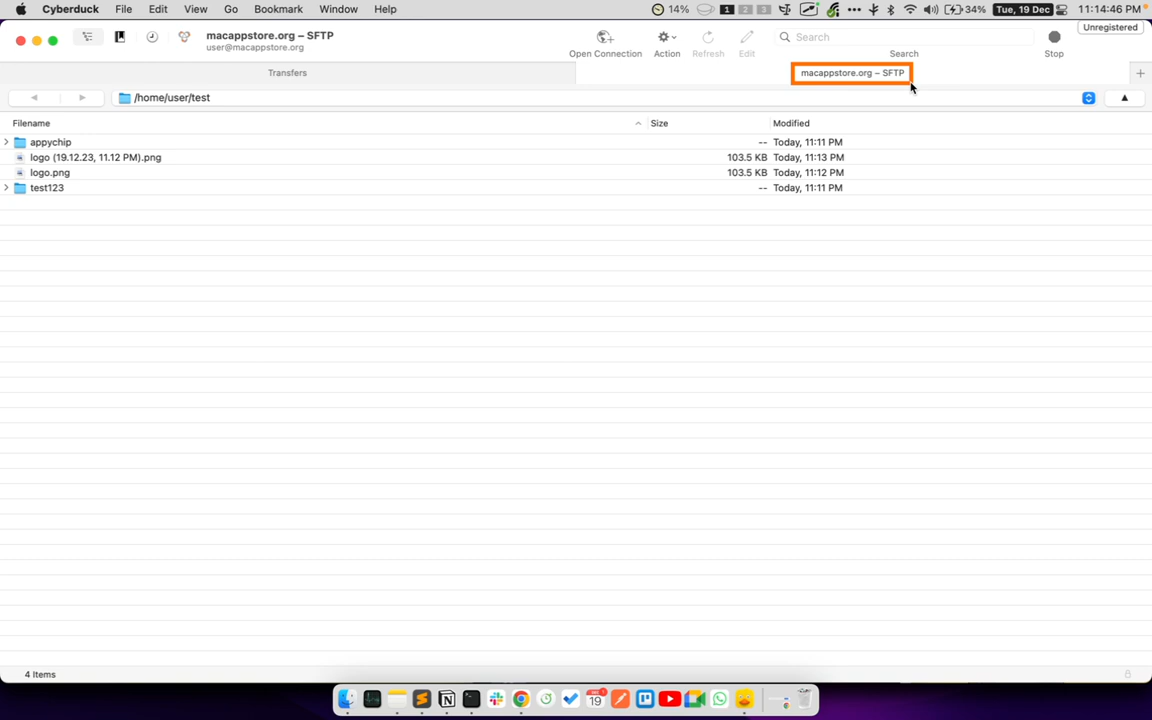 Cyberduck File Edit View Go Bookmark Window Help 14% 1 2 3 34% Tue, 19 Dec 11:14:46 PM
Unregistered
macappstore.org – SFTP
user@macappstore.org
Search
Open Connection Action Refresh Edit Search Stop
Transfers macappstore.org – SFTP
/home/user/test
Filename Size Modified
appychip -- Today, 11:11 PM
logo (19.12.23, 11.12 PM).png 103.5 KB Today, 11:13 PM
logo.png 103.5 KB Today, 11:12 PM
test123 -- Today, 11:11 PM
4 Items